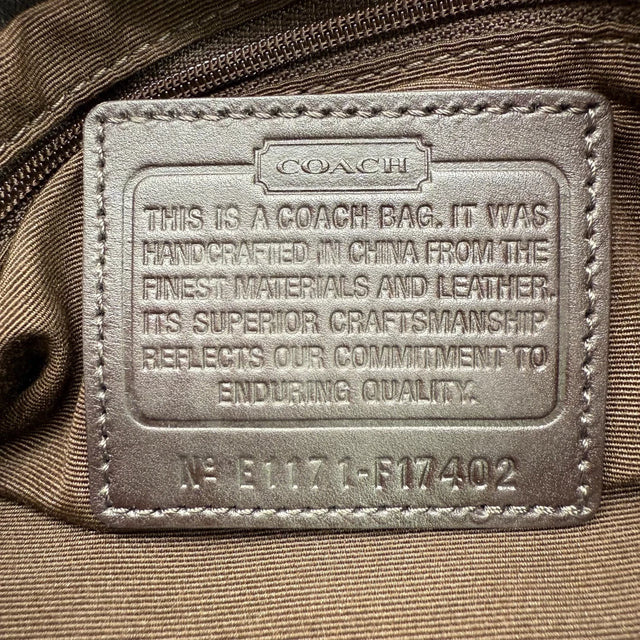 COACH
THIS IS A COACH BAG. IT WAS
HANDCRAFTED IN CHINA FROM THE
FINEST MATERIALS AND LEATHER.
ITS SUPERIOR CRAFTSMANSHIP
REFLECTS OUR COMMITMENT TO
ENDURING QUALITY.
Nº E1171-F17402